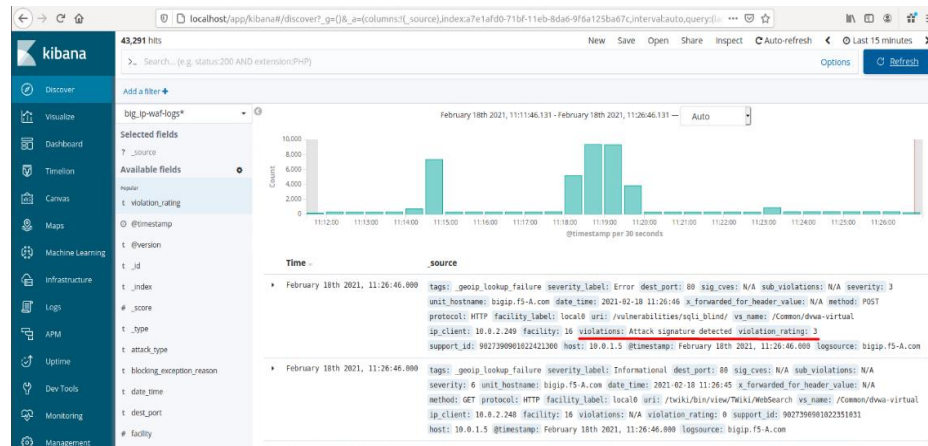 localhost/app/kibana#/discover?_g=()&_a=(columns:!(_source),index:a7e1afd0-71bf-11eb-8da6-9f6a125ba67c,interval:auto,query:(la
kibana
Discover
Visualize
Dashboard
Timelion
Canvas
Maps
Machine Learning
Infrastructure
Logs
APM
Uptime
Dev Tools
Monitoring
Management
43,291 hits
New Save Open Share Inspect Auto-refresh Last 15 minutes
>_ Search... (e.g. status:200 AND extension:PHP)
Options
Refresh
Add a filter +
big_ip-waf-logs*
Selected fields
? _source
Available fields
Popular
t violation_rating
@timestamp
t @version
t _id
t _index
# _score
t _type
t attack_type
t blocking_exception_reason
t date_time
t dest_port
# facility
February 18th 2021, 11:11:46.131 - February 18th 2021, 11:26:46.131 —
Auto
Count
10,000
8,000
6,000
4,000
2,000
0
11:12:00 11:13:00 11:14:00 11:15:00 11:16:00 11:17:00 11:18:00 11:19:00 11:20:00 11:21:00 11:22:00 11:23:00 11:24:00 11:25:00 11:26:00
@timestamp per 30 seconds
Time _source
February 18th 2021, 11:26:46.000
tags: _geoip_lookup_failure severity_label: Error dest_port: 80 sig_cves: N/A sub_violations: N/A severity: 3
unit_hostname: bigip.f5-A.com date_time: 2021-02-18 11:26:46 x_forwarded_for_header_value: N/A method: POST
protocol: HTTP facility_label: local0 uri: /vulnerabilities/sqli_blind/ vs_name: /Common/dvwa-virtual
ip_client: 10.0.2.249 facility: 16 violations: Attack signature detected violation_rating: 3
support_id: 9027390901022421300 host: 10.0.1.5 @timestamp: February 18th 2021, 11:26:46.000 logsource: bigip.f5-A.com
February 18th 2021, 11:26:46.000
tags: _geoip_lookup_failure severity_label: Informational dest_port: 80 sig_cves: N/A sub_violations: N/A
severity: 6 unit_hostname: bigip.f5-A.com date_time: 2021-02-18 11:26:45 x_forwarded_for_header_value: N/A
method: GET protocol: HTTP facility_label: local0 uri: /twiki/bin/view/TWiki/WebSearch vs_name: /Common/dvwa-virtual
ip_client: 10.0.2.248 facility: 16 violations: N/A violation_rating: 0 support_id: 9027390901022351031
host: 10.0.1.5 @timestamp: February 18th 2021, 11:26:46.000 logsource: bigip.f5-A.com